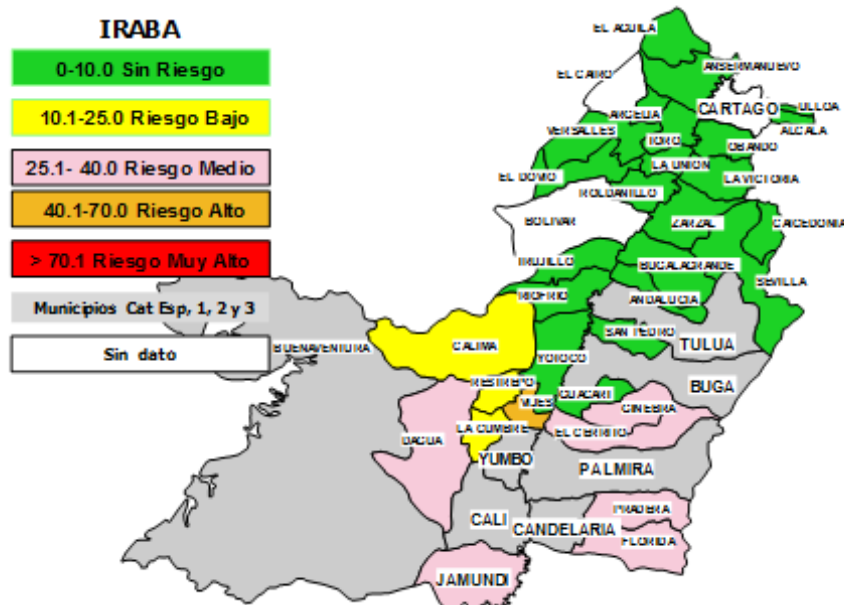 IRABA
0-10.0 Sin Riesgo
10.1-25.0 Riesgo Bajo
25.1- 40.0 Riesgo Medio
40.1-70.0 Riesgo Alto
> 70.1 Riesgo Muy Alto
Municipios Cat Esp, 1, 2 y 3
Sin dato
EL AGUILA
ANSERMANUEVO
EL CAIRO
CARTAGO
ULLOA
ARGELIA
ALCALA
VERSALLES
TORO
OBANDO
LA UNION
EL DOVIO
LA VICTORIA
ROLDANILLO
BOLIVAR
ZARZAL
CAICEDONIA
TRUJILLO
BUGALAGRANDE
SEVILLA
RIOFRIO
ANDALUCIA
SAN PEDRO
TULUA
BUENAVENTURA
CALIMA
YOTOCO
RESTREPO
BUGA
GUACARI
VIJES
GINEBRA
LA CUMBRE
EL CERRITO
DAGUA
YUMBO
PALMIRA
PRADERA
CALI
CANDELARIA
FLORIDA
JAMUNDI